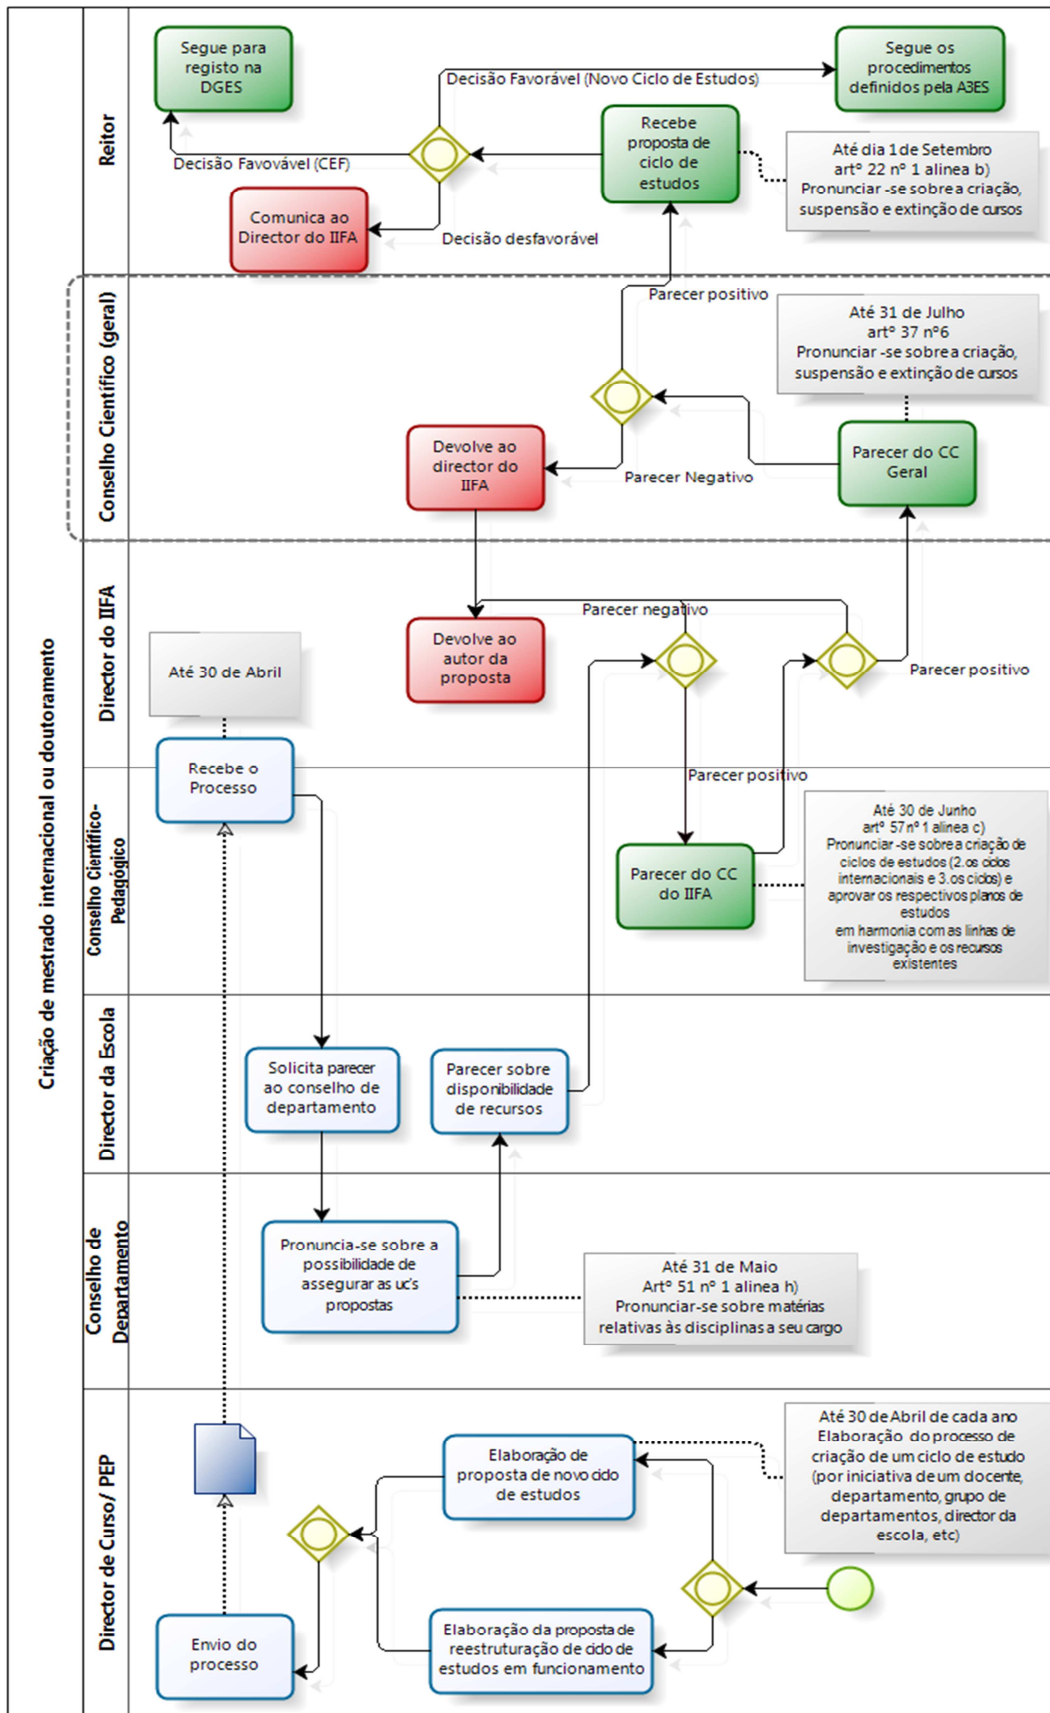 Criação de mestrado internacional ou doutoramento
Reitor
Segue para
registo na
DGES
Decisão Favorável (Novo Ciclo de Estudos)
Segue os
procedimentos
definidos pela A3ES
Decisão Favovável (CEF)
Recebe
proposta de
ciclo de
estudos
Até dia 1 de Setembro
artº 22 nº 1 alinea b)
Pronunciar -se sobre a criação,
suspensão e extinção de cursos
Comunica ao
Director do IIFA
Decisão desfavorável
Conselho Científico (geral)
Parecer positivo
Até 31 de Julho
artº 37 nº6
Pronunciar -se sobre a criação,
suspensão e extinção de cursos
Devolve ao
director do
IIFA
Parecer Negativo
Parecer do CC
Geral
Director do IIFA
Parecer negativo
Devolve ao
autor da
proposta
Parecer positivo
Até 30 de Abril
Recebe o
Processo
Conselho Científico-
Pedagógico
Parecer positivo
Parecer do CC
do IIFA
Até 30 de Junho
artº 57 nº 1 alinea c)
Pronunciar -se sobre a criação de
ciclos de estudos (2.os ciclos
internacionais e 3.os ciclos) e
aprovar os respectivos planos de
estudos
em harmonia com as linhas de
investigação e os recursos
existentes
Director da Escola
Solicita parecer
ao conselho de
departamento
Parecer sobre
disponibilidade
de recursos
Conselho de
Departamento
Pronuncia-se sobre a
possibilidade de
assegurar as uc's
propostas
Até 31 de Maio
Artº 51 nº 1 alinea h)
Pronunciar-se sobre matérias
relativas às disciplinas a seu cargo
Director de Curso/ PEP
Elaboração de
proposta de novo ciclo
de estudos
Até 30 de Abril de cada ano
Elaboração do processo de
criação de um ciclo de estudo
(por iniciativa de um docente,
departamento, grupo de
departamentos, director da
escola, etc)
Envio do
processo
Elaboração da proposta de
reestruturação de ciclo de
estudos em funcionamento